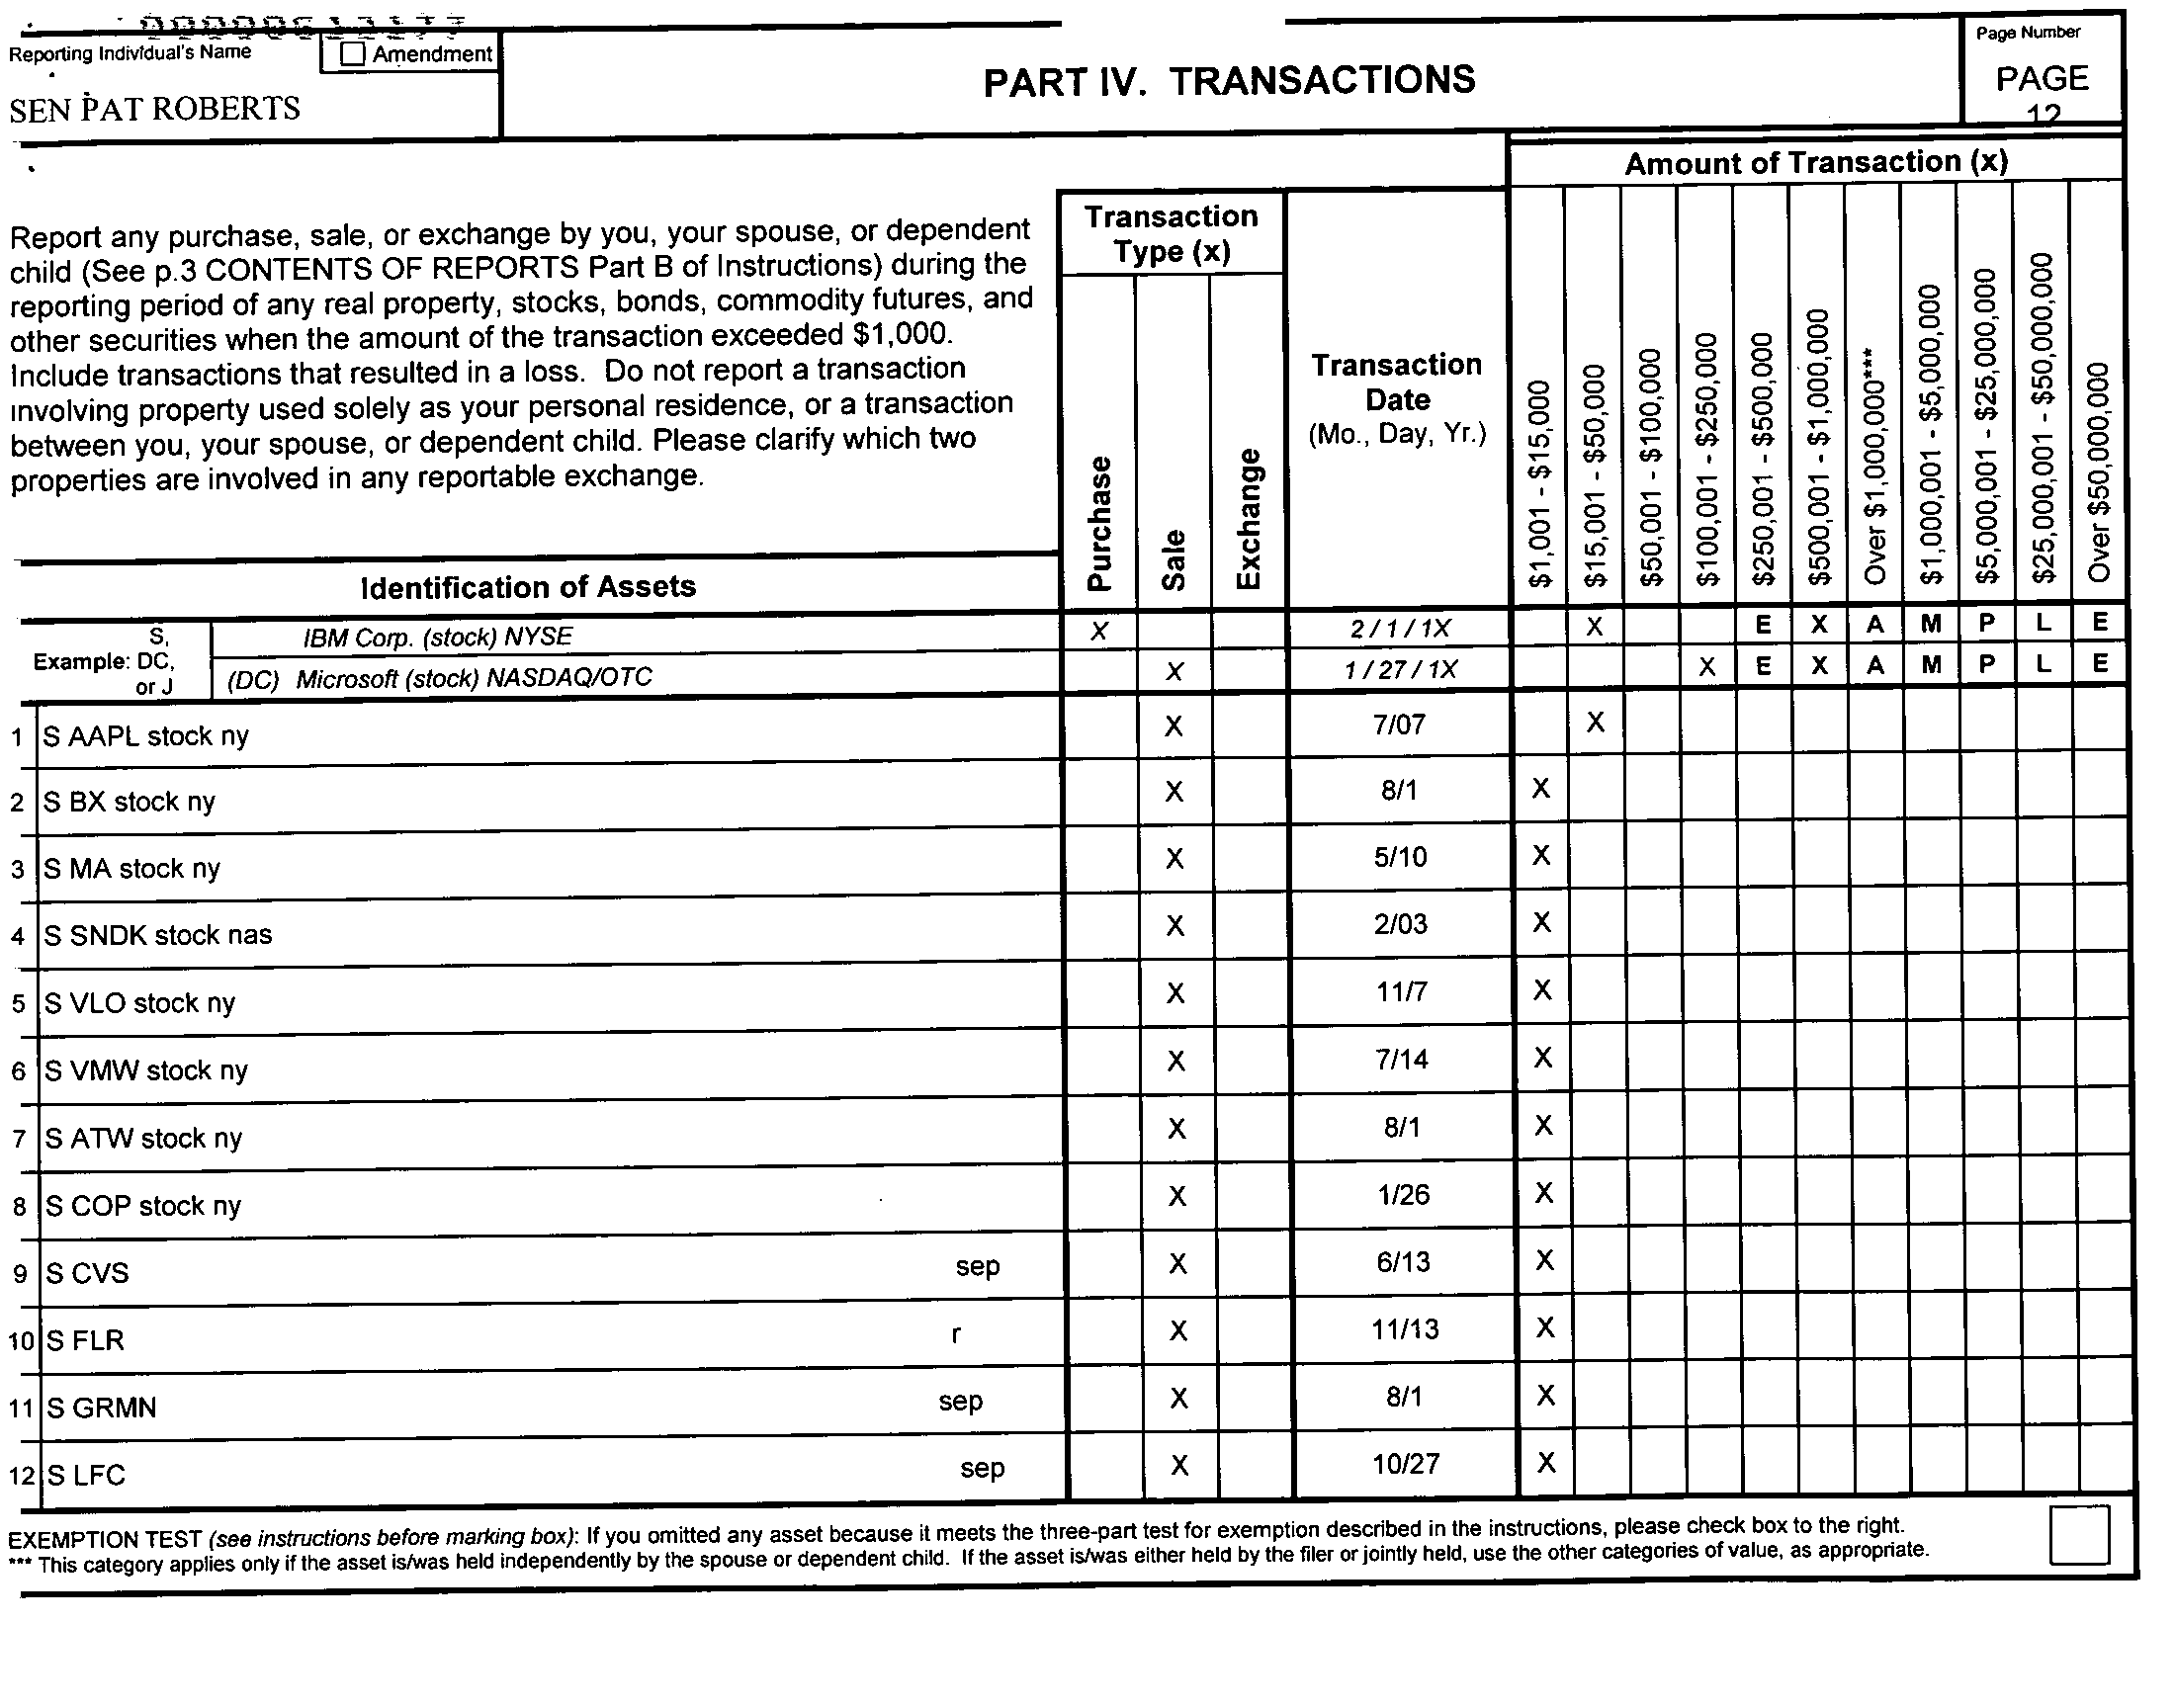 Reporting Individual's Name
Amendment
SEN PAT ROBERTS
PART IV. TRANSACTIONS
Page Number
PAGE
12
Amount of Transaction (x)
Report any purchase, sale, or exchange by you, your spouse, or dependent
child (See p.3 CONTENTS OF REPORTS Part B of Instructions) during the
reporting period of any real property, stocks, bonds, commodity futures, and
other securities when the amount of the transaction exceeded $1,000.
Include transactions that resulted in a loss. Do not report a transaction
involving property used solely as your personal residence, or a transaction
between you, your spouse, or dependent child. Please clarify which two
properties are involved in any reportable exchange.
Transaction
Type (x)
Purchase
Sale
Exchange
Transaction
Date
(Mo., Day, Yr.)
$1,001 - $15,000
$15,001 - $50,000
$50,001 - $100,000
$100,001 - $250,000
$250,001 - $500,000
$500,001 - $1,000,000
Over $1,000,000***
$1,000,001 - $5,000,000
$5,000,001 - $25,000,000
$25,000,001 - $50,000,000
Over $50,000,000
Identification of Assets
Example: S, DC, or J
IBM Corp. (stock) NYSE X 2 / 1 / 1X X E X A M P L E
(DC) Microsoft (stock) NASDAQ/OTC X 1 / 27 / 1X X E X A M P L E
1 S AAPL stock ny X 7/07 X
2 S BX stock ny X 8/1 X
3 S MA stock ny X 5/10 X
4 S SNDK stock nas X 2/03 X
5 S VLO stock ny X 11/7 X
6 S VMW stock ny X 7/14 X
7 S ATW stock ny X 8/1 X
8 S COP stock ny X 1/26 X
9 S CVS sep X 6/13 X
10 S FLR r X 11/13 X
11 S GRMN sep X 8/1 X
12 S LFC sep X 10/27 X
EXEMPTION TEST (see instructions before marking box): If you omitted any asset because it meets the three-part test for exemption described in the instructions, please check box to the right.
*** This category applies only if the asset is/was held independently by the spouse or dependent child. If the asset is/was either held by the filer or jointly held, use the other categories of value, as appropriate.